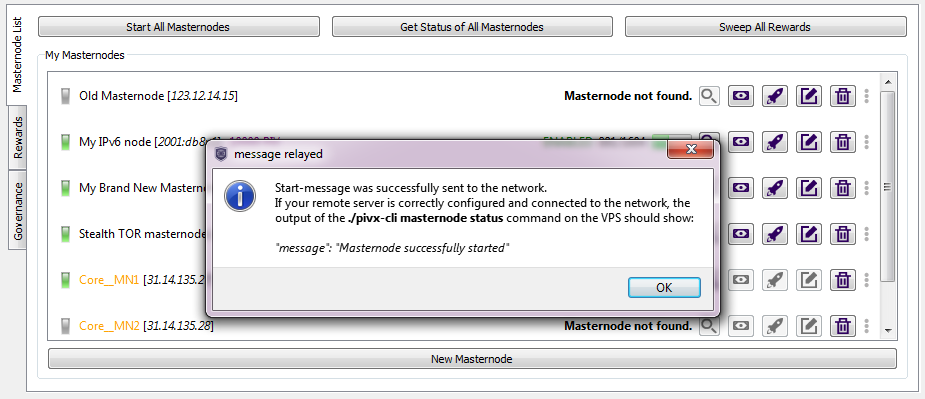 Masternode List
Rewards
Governance
Start All Masternodes
Get Status of All Masternodes
Sweep All Rewards
My Masternodes
Old Masternode [123.12.14.15]
Masternode not found.
My IPv6 node [2001:db8
My Brand New Masterno
Stealth TOR masternode
Core__MN1 [31.14.135.2
Core__MN2 [31.14.135.28]
Masternode not found.
New Masternode
message relayed
Start-message was successfully sent to the network.
If your remote server is correctly configured and connected to the network, the
output of the ./pivx-cli masternode status command on the VPS should show:
"message": "Masternode successfully started"
OK